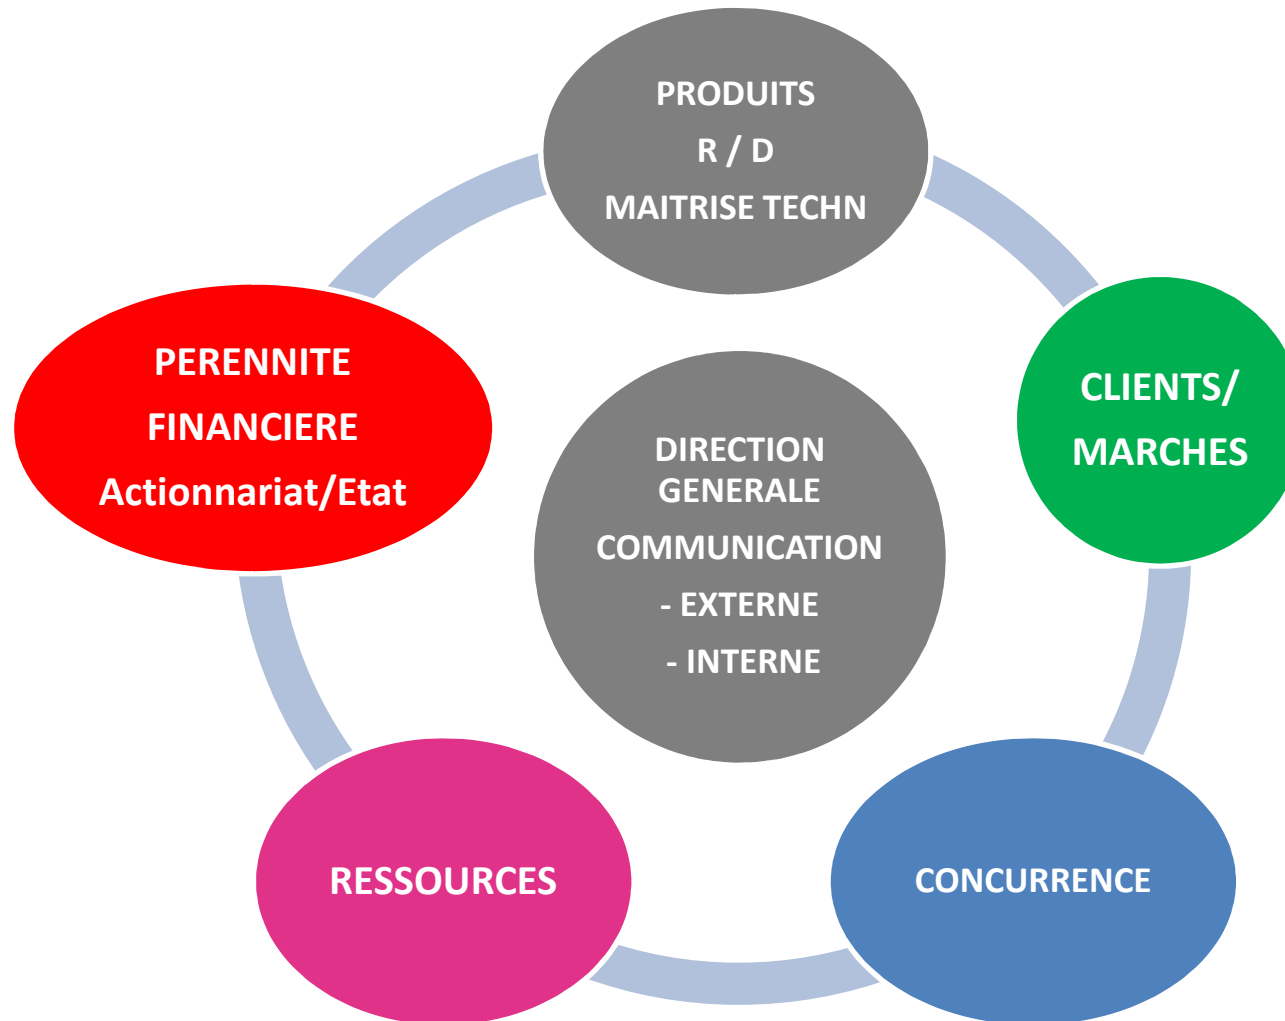 PRODUITS
R / D
MAITRISE TECHN
PERENNITE
FINANCIERE
Actionnariat/Etat
CLIENTS/
MARCHES
DIRECTION
GENERALE
COMMUNICATION
- EXTERNE
- INTERNE
RESSOURCES
CONCURRENCE